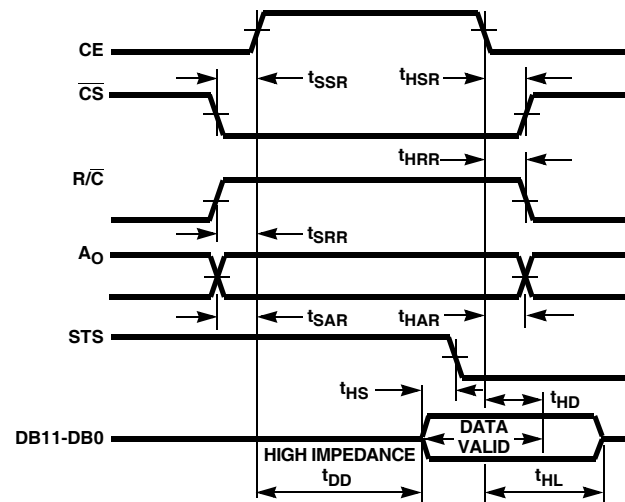 CE
tSSR
tHSR
CS
tHRR
R/C
tSRR
AO
tSAR
tHAR
STS
tHS
tHD
DB11-DB0
DATA
VALID
HIGH IMPEDANCE
tDD
tHL